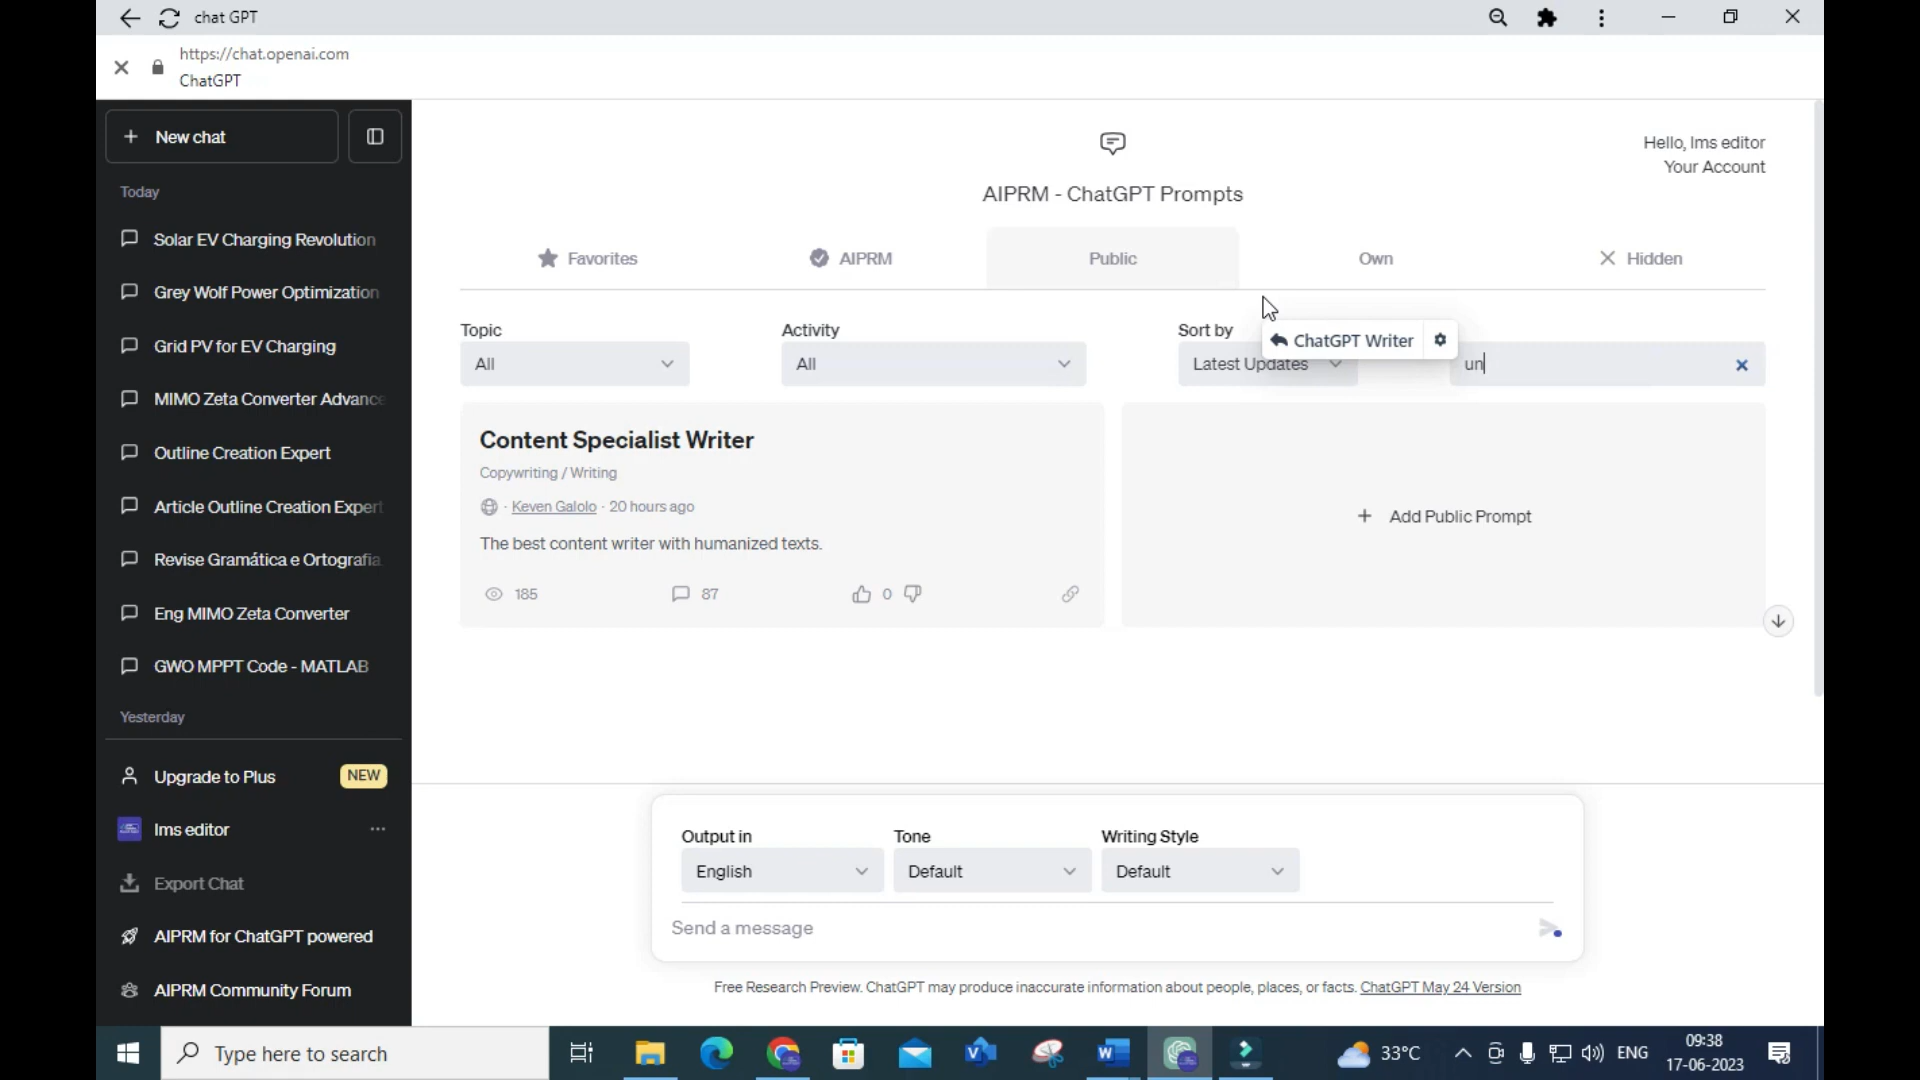 chat GPT
https://chat.openai.com
ChatGPT
New chat
Today
Solar EV Charging Revolution
Grey Wolf Power Optimization
Grid PV for EV Charging
MIMO Zeta Converter Advance
Outline Creation Expert
Article Outline Creation Expert
Revise Gramática e Ortografia
Eng MIMO Zeta Converter
GWO MPPT Code - MATLAB
Yesterday
Upgrade to Plus NEW
lms editor
Export Chat
AIPRM for ChatGPT powered
AIPRM Community Forum
Hello, lms editor
Your Account
AIPRM - ChatGPT Prompts
Favorites AIPRM Public Own Hidden
Topic Activity Sort by
ChatGPT Writer
All All Latest Updates un
Content Specialist Writer
Copywriting / Writing
· Keven Galolo · 20 hours ago
The best content writer with humanized texts.
185 87 0
+ Add Public Prompt
Output in Tone Writing Style
English Default Default
Send a message
Free Research Preview. ChatGPT may produce inaccurate information about people, places, or facts. ChatGPT May 24 Version
Type here to search
33°C
ENG
09:38
17-06-2023